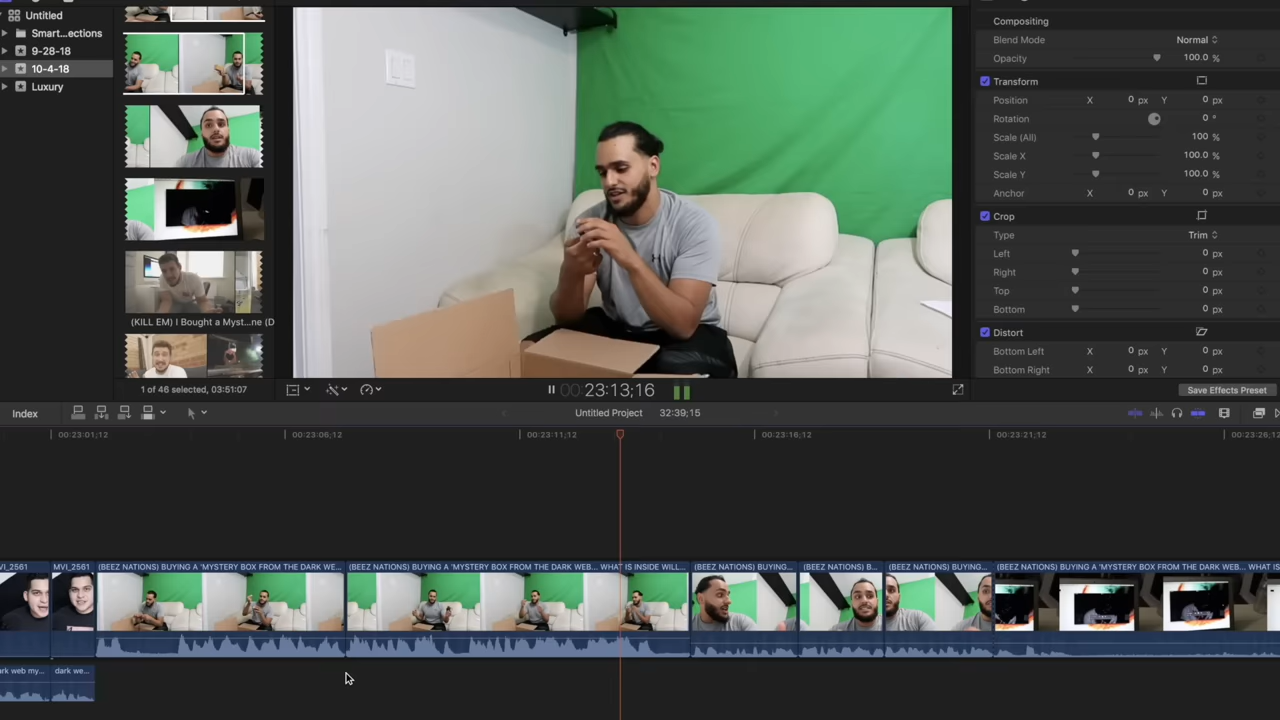 Untitled
Smart...ections
9-28-18
10-4-18
Luxury
(KILL EM) I Bought a Myst...ne (D
1 of 46 selected, 03:51:07
00:23:13;16
Compositing
Blend Mode Normal
Opacity 100.0 %
Transform
Position X 0 px Y 0 px
Rotation 0 °
Scale (All) 100 %
Scale X 100.0 %
Scale Y 100.0 %
Anchor X 0 px Y 0 px
Crop
Type Trim
Left 0 px
Right 0 px
Top 0 px
Bottom 0 px
Distort
Bottom Left X 0 px Y 0 px
Bottom Right X 0 px Y 0 px
Save Effects Preset
Index
Untitled Project 32:39;15
00:23:01;12 00:23:06;12 00:23:11;12 00:23:16;12 00:23:21;12 00:23:26;12
VI_2561 MVI_2561 (BEEZ NATIONS) BUYING A 'MYSTERY BOX FROM THE DARK WE... (BEEZ NATIONS) BUYING A 'MYSTERY BOX FROM THE DARK WEB... WHAT IS INSIDE WILL... (BEEZ NATIONS) BUYING... (BEEZ NATIONS) B... (BEEZ NATIONS) BUYING... (BEEZ NATIONS) BUYING A 'MYSTERY BOX FROM THE DARK WEB... WHAT IS
ark web my... dark we...